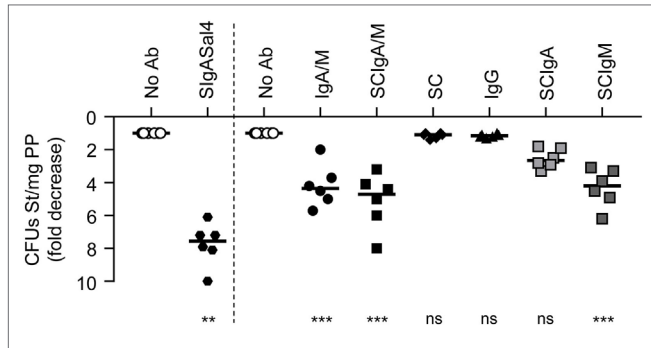 No Ab
SIgASal4
No Ab
IgA/M
SCIgA/M
SC
IgG
SCIgA
SCIgM
CFUs St/mg PP
(fold decrease)
0
2
4
6
8
10
** *** *** ns ns ns ***